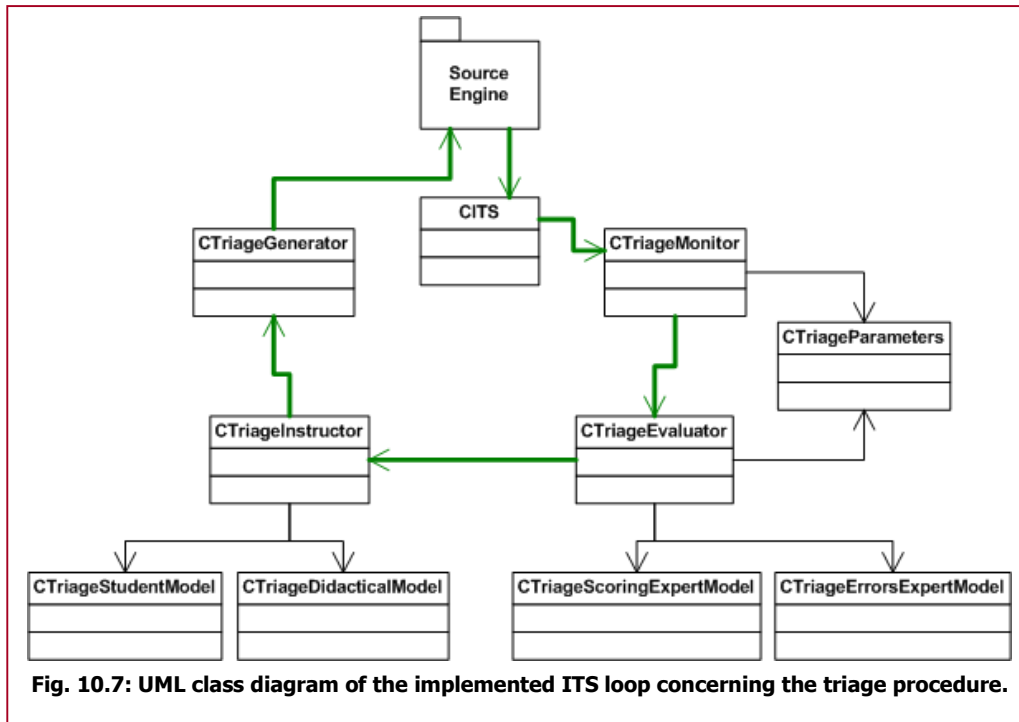 Source
Engine
CITS
CTriageGenerator
CTriageMonitor
CTriageParameters
CTriageInstructor
CTriageEvaluator
CTriageStudentModel
CTriageDidacticalModel
CTriageScoringExpertModel
CTriageErrorsExpertModel
Fig. 10.7: UML class diagram of the implemented ITS loop concerning the triage procedure.